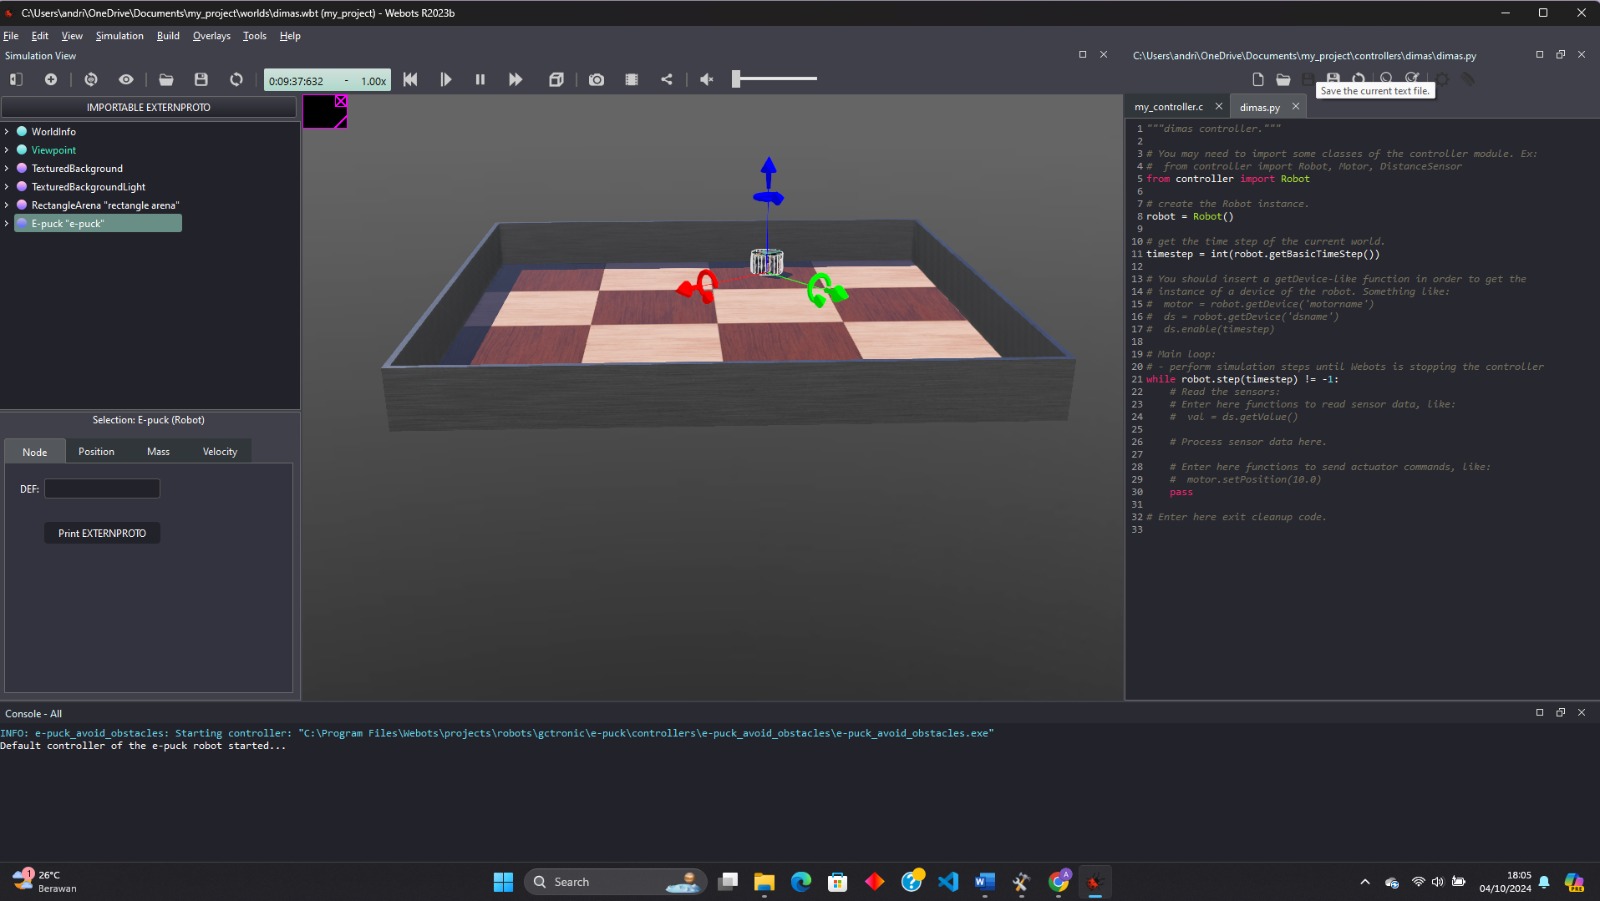 C:\Users\andri\OneDrive\Documents\my_project\worlds\dimas.wbt (my_project) - Webots R2023b
File Edit View Simulation Build Overlays Tools Help
Simulation View
C:\Users\andri\OneDrive\Documents\my_project\controllers\dimas\dimas.py
0:09:37:632 - 1.00x
Save the current text file.
IMPORTABLE EXTERNPROTO
my_controller.c dimas.py
WorldInfo
Viewpoint
TexturedBackground
TexturedBackgroundLight
RectangleArena "rectangle arena"
E-puck "e-puck"
Selection: E-puck (Robot)
Node Position Mass Velocity
DEF:
Print EXTERNPROTO
1 """dimas controller."""
2
3 # You may need to import some classes of the controller module. Ex:
4 #  from controller import Robot, Motor, DistanceSensor
5 from controller import Robot
6
7 # create the Robot instance.
8 robot = Robot()
9
10 # get the time step of the current world.
11 timestep = int(robot.getBasicTimeStep())
12
13 # You should insert a getDevice-like function in order to get the
14 # instance of a device of the robot. Something like:
15 #  motor = robot.getDevice('motorname')
16 #  ds = robot.getDevice('dsname')
17 #  ds.enable(timestep)
18
19 # Main loop:
20 # - perform simulation steps until Webots is stopping the controller
21 while robot.step(timestep) != -1:
22     # Read the sensors:
23     # Enter here functions to read sensor data, like:
24     #  val = ds.getValue()
25
26     # Process sensor data here.
27
28     # Enter here functions to send actuator commands, like:
29     #  motor.setPosition(10.0)
30     pass
31
32 # Enter here exit cleanup code.
33
Console - All
INFO: e-puck_avoid_obstacles: Starting controller: "C:\Program Files\Webots\projects\robots\gctronic\e-puck\controllers\e-puck_avoid_obstacles\e-puck_avoid_obstacles.exe"
Default controller of the e-puck robot started...
1
26°C
Berawan
Search
18:05
04/10/2024